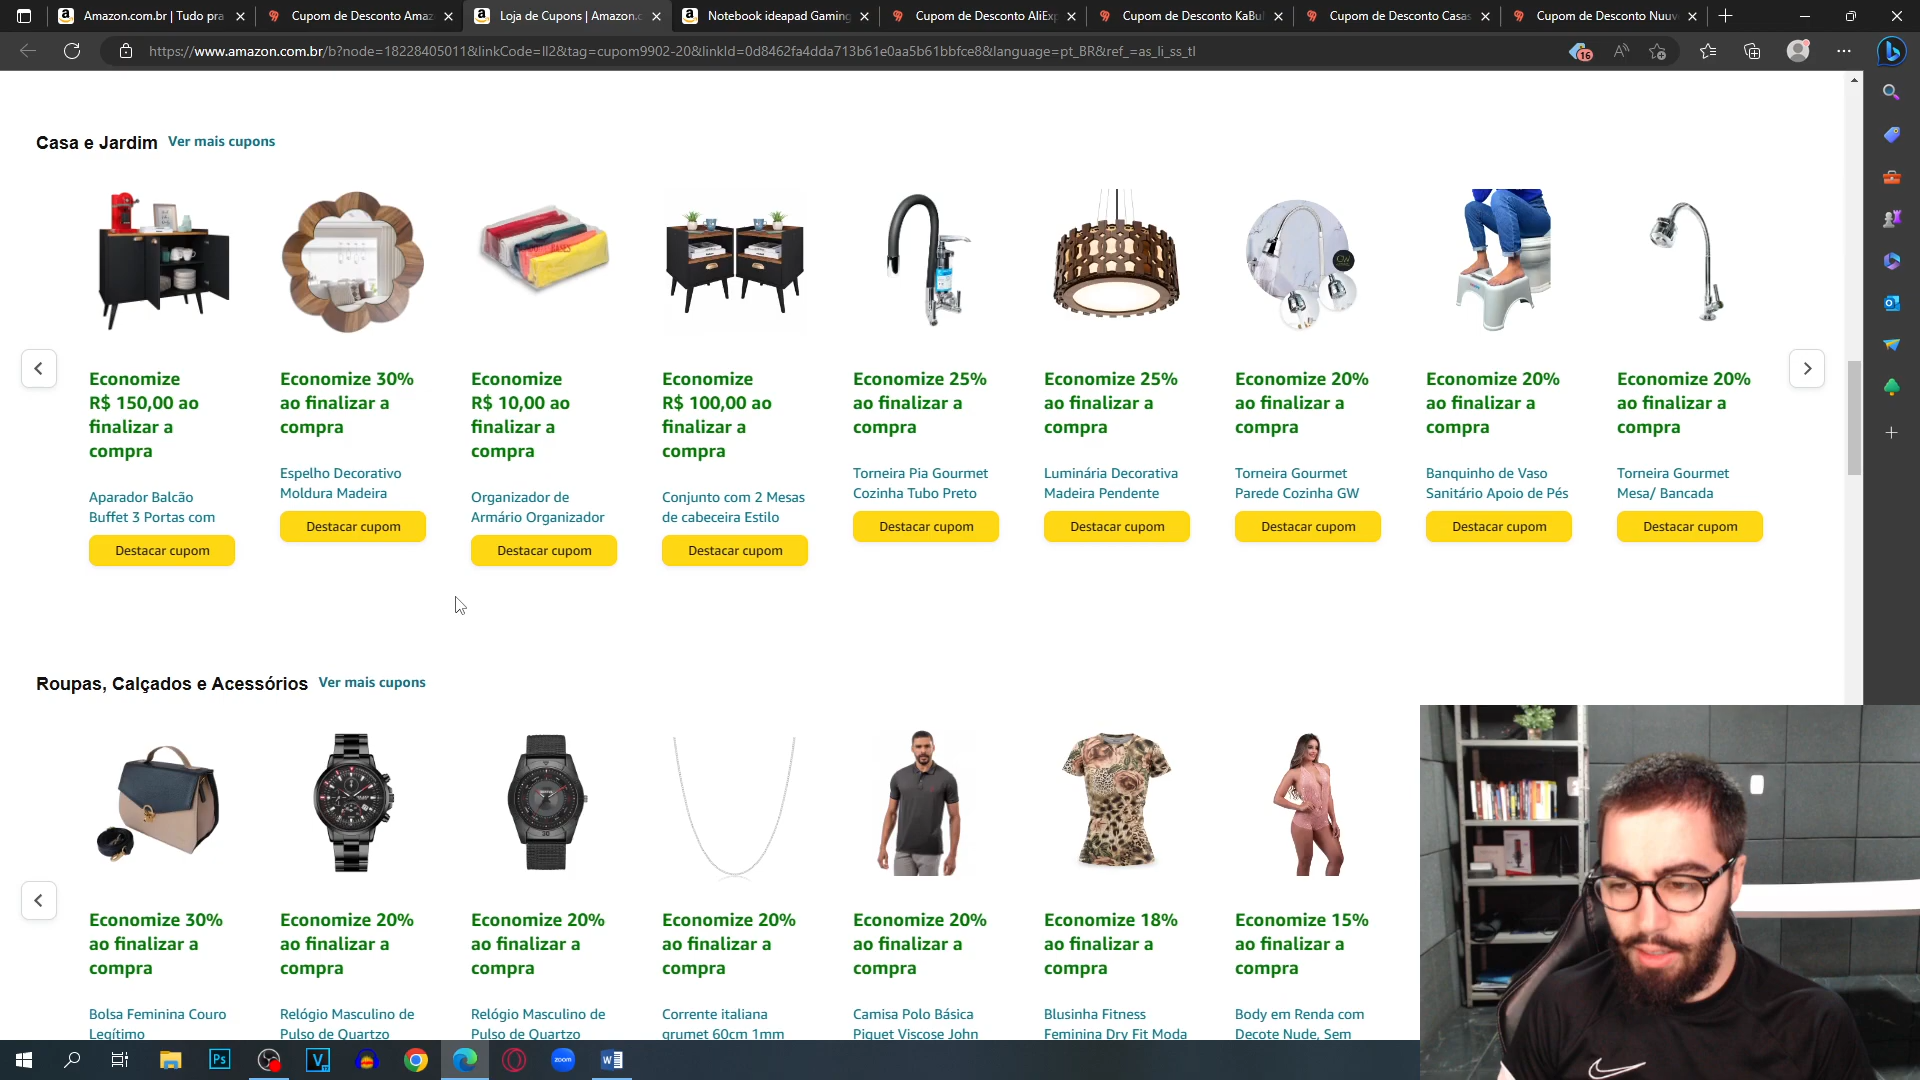 Amazon.com.br | Tudo pra
Cupom de Desconto Amaz
Loja de Cupons | Amazon.c
Notebook ideapad Gaming
Cupom de Desconto AliExp
Cupom de Desconto KaBu
Cupom de Desconto Casas
Cupom de Desconto Nuuv
https://www.amazon.com.br/b?node=18228405011&linkCode=ll2&tag=cupom9902-20&linkId=0d8462fa4dda713b61e0aa5b61bbfce8&language=pt_BR&ref_=as_li_ss_tl
16
Casa e Jardim Ver mais cupons
Economize
R$ 150,00 ao
finalizar a
compra
Aparador Balcão
Buffet 3 Portas com
Destacar cupom
Economize 30%
ao finalizar a
compra
Espelho Decorativo
Moldura Madeira
Destacar cupom
Economize
R$ 10,00 ao
finalizar a
compra
Organizador de
Armário Organizador
Destacar cupom
Economize
R$ 100,00 ao
finalizar a
compra
Conjunto com 2 Mesas
de cabeceira Estilo
Destacar cupom
Economize 25%
ao finalizar a
compra
Torneira Pia Gourmet
Cozinha Tubo Preto
Destacar cupom
Economize 25%
ao finalizar a
compra
Luminária Decorativa
Madeira Pendente
Destacar cupom
GW
Economize 20%
ao finalizar a
compra
Torneira Gourmet
Parede Cozinha GW
Destacar cupom
Economize 20%
ao finalizar a
compra
Banquinho de Vaso
Sanitário Apoio de Pés
Destacar cupom
Economize 20%
ao finalizar a
compra
Torneira Gourmet
Mesa/ Bancada
Destacar cupom
Roupas, Calçados e Acessórios Ver mais cupons
Economize 30%
ao finalizar a
compra
Bolsa Feminina Couro
Legítimo
Economize 20%
ao finalizar a
compra
Relógio Masculino de
Pulso de Quartzo
Economize 20%
ao finalizar a
compra
Relógio Masculino de
Pulso de Quartzo
Economize 20%
ao finalizar a
compra
Corrente italiana
grumet 60cm 1mm
Economize 20%
ao finalizar a
compra
Camisa Polo Básica
Piquet Viscose John
Economize 18%
ao finalizar a
compra
Blusinha Fitness
Feminina Dry Fit Moda
Economize 15%
ao finalizar a
compra
Body em Renda com
Decote Nude, Sem
Ps
V
zoom
W